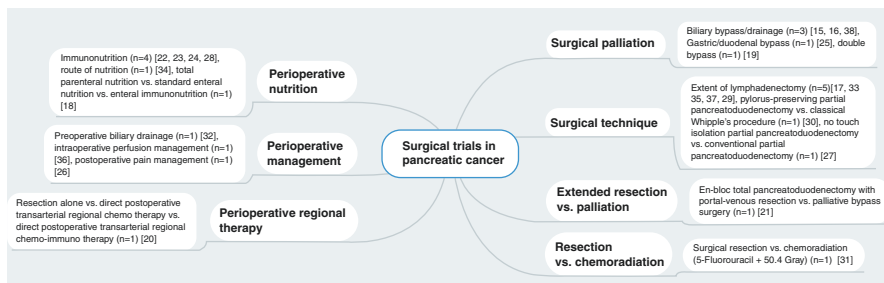 Surgical trials in
pancreatic cancer
Perioperative
nutrition
Immunonutrition (n=4) [22, 23, 24, 28],
route of nutrition (n=1) [34], total
parenteral nutrition vs. standard enteral
nutrition vs. enteral immunonutrition (n=1)
[18]
Perioperative
management
Preoperative biliary drainage (n=1) [32],
intraoperative perfusion management (n=1)
[36], postoperative pain management (n=1)
[26]
Perioperative regional
therapy
Resection alone vs. direct postoperative
transarterial regional chemo therapy vs.
direct postoperative transarterial regional
chemo-immuno therapy (n=1) [20]
Surgical palliation
Biliary bypass/drainage (n=3) [15, 16, 38],
Gastric/duodenal bypass (n=1) [25], double
bypass (n=1) [19]
Surgical technique
Extent of lymphadenectomy (n=5)[17, 33
35, 37, 29], pylorus-preserving partial
pancreatoduodenectomy vs. classical
Whipple's procedure (n=1) [30], no touch
isolation partial pancreatoduodenectomy
vs. conventional partial
pancreatoduodenectomy (n=1) [27]
Extended resection
vs. palliation
En-bloc total pancreatoduodenectomy with
portal-venous resection vs. palliative bypass
surgery (n=1) [21]
Resection
vs. chemoradiation
Surgical resection vs. chemoradiation
(5-Fluorouracil + 50.4 Gray) (n=1) [31]